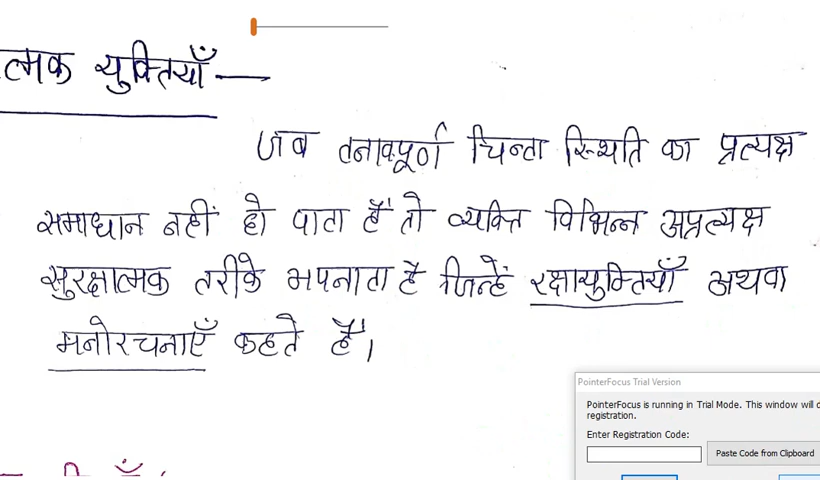 त्मक युक्तियाँ —
जब तनावपूर्ण चिन्ता स्थिति का प्रत्यक्ष
समाधान नहीं हो पाता है तो व्यक्ति विभिन्न अप्रत्यक्ष
सुरक्षात्मक तरीके अपनाता है जिन्हें रक्षायुक्तियाँ अथवा
मनोरचनाएँ कहते हैं।
PointerFocus Trial Version
PointerFocus is running in Trial Mode. This window will
registration.
Enter Registration Code:
Paste Code from Clipboard